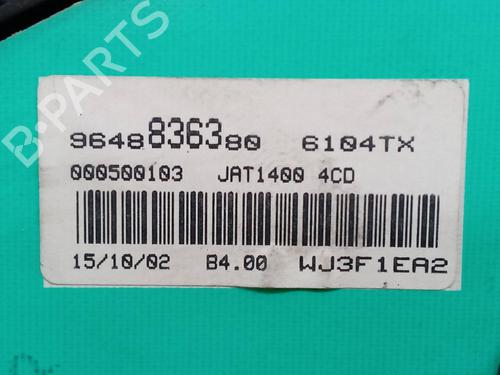 9648836380 6104TX
000500103 JAT1400 4CD
15/10/02 B4.00 WJ3F1EA2
B-PARTS